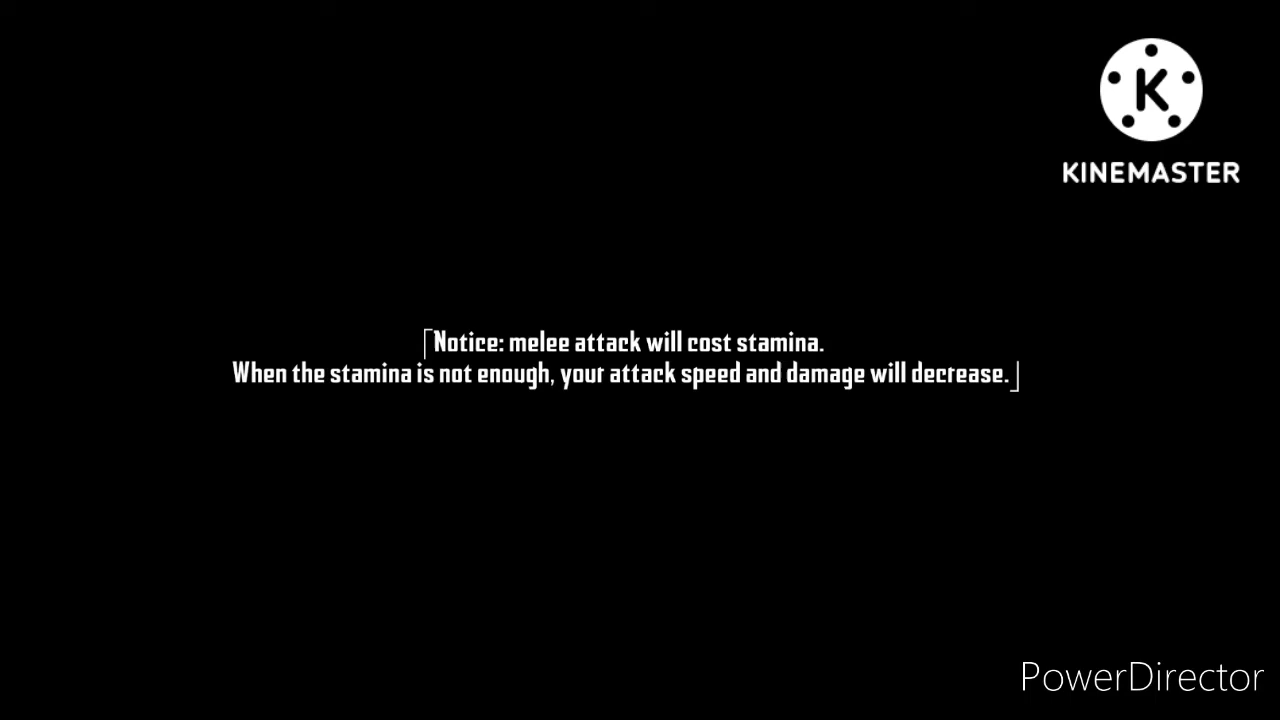 K
KINEMASTER
「Notice: melee attack will cost stamina.
When the stamina is not enough, your attack speed and damage will decrease.」
PowerDirector